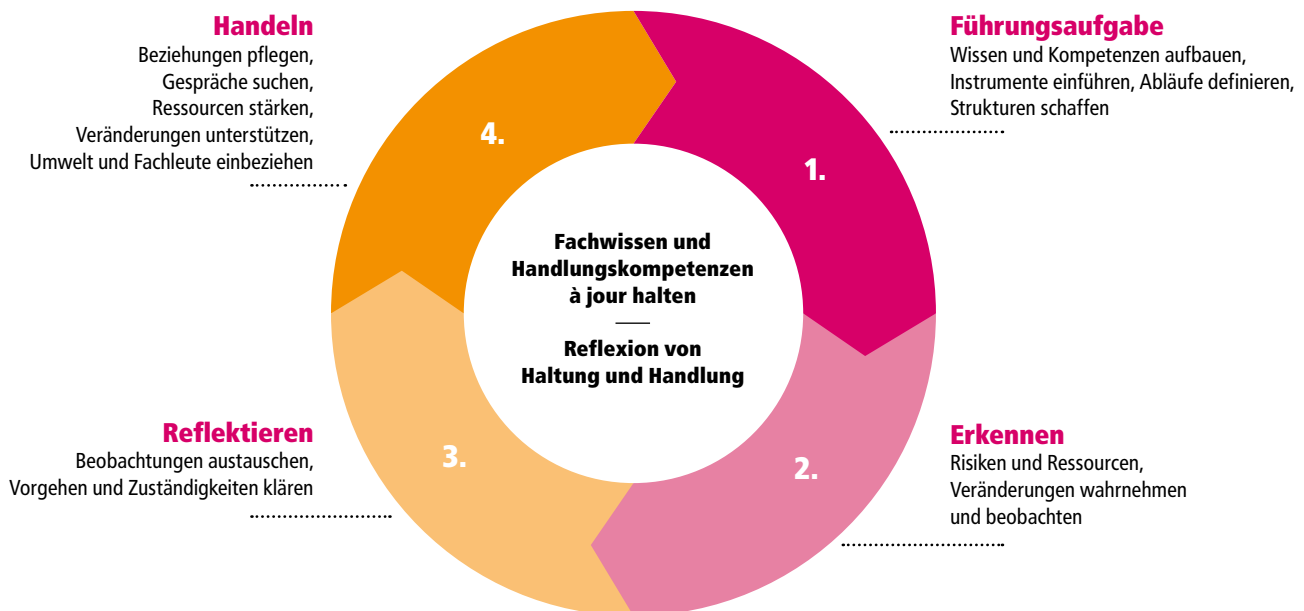 Führungsaufgabe
Wissen und Kompetenzen aufbauen,
Instrumente einführen, Abläufe definieren,
Strukturen schaffen
1.
Erkennen
Risiken und Ressourcen,
Veränderungen wahrnehmen
und beobachten
2.
Reflektieren
Beobachtungen austauschen,
Vorgehen und Zuständigkeiten klären
3.
Handeln
Beziehungen pflegen,
Gespräche suchen,
Ressourcen stärken,
Veränderungen unterstützen,
Umwelt und Fachleute einbeziehen
4.
Fachwissen und
Handlungskompetenzen
à jour halten
Reflexion von
Haltung und Handlung